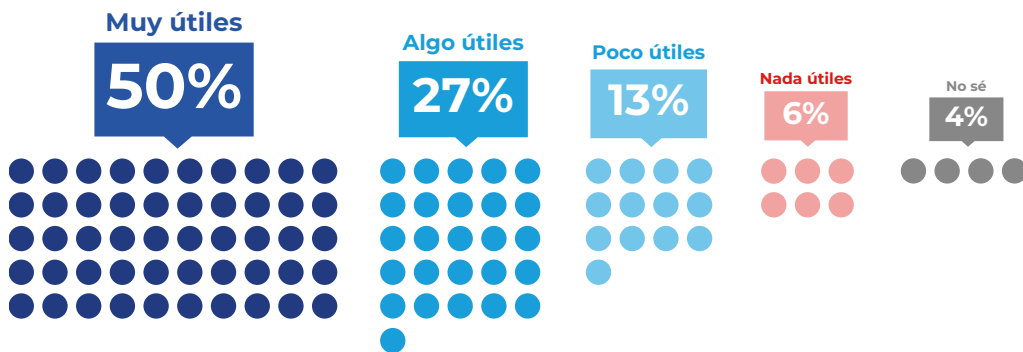 Muy útiles
50%
Algo útiles
27%
Poco útiles
13%
Nada útiles
6%
No sé
4%